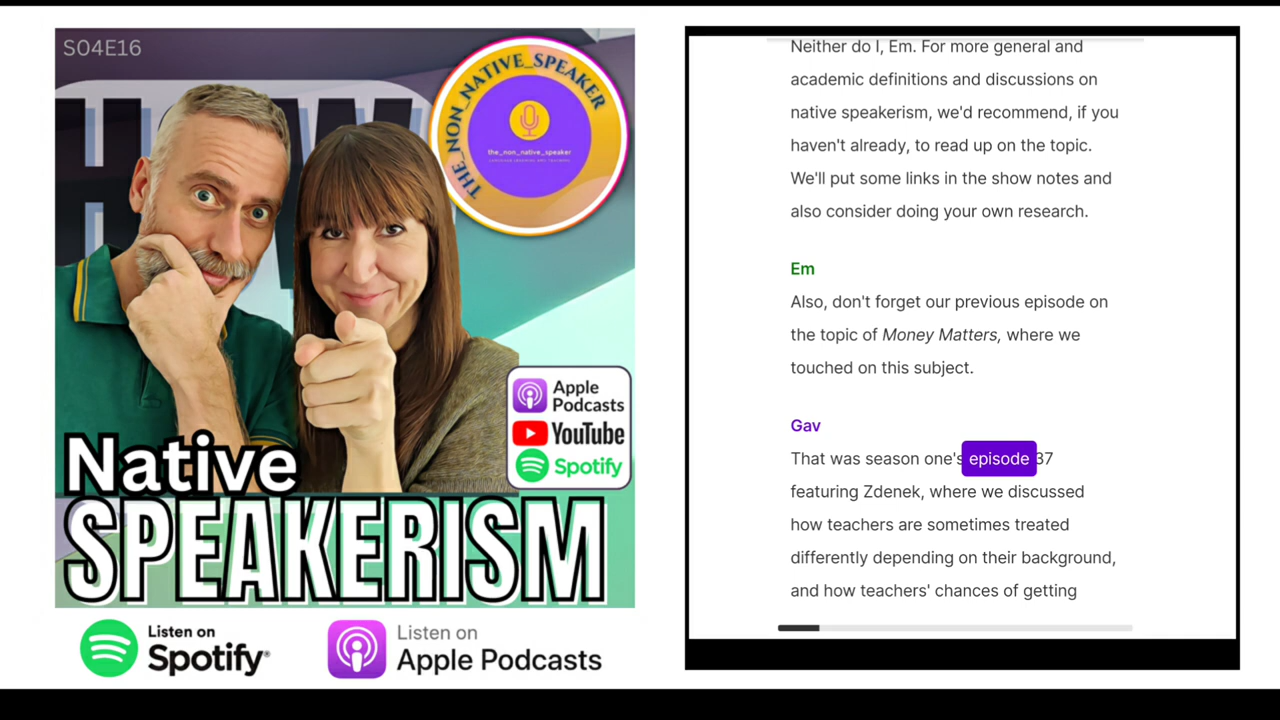 S04E16
HOW
THE_NON_NATIVE_SPEAKER
the_non_native_speaker
Apple
Podcasts
YouTube
Spotify
Native
SPEAKERISM
Listen on
Spotify
Listen on
Apple Podcasts
Neither do I, Em. For more general and
academic definitions and discussions on
native speakerism, we'd recommend, if you
haven't already, to read up on the topic.
We'll put some links in the show notes and
also consider doing your own research.
Em
Also, don't forget our previous episode on
the topic of Money Matters, where we
touched on this subject.
Gav
That was season one's episode 37
featuring Zdenek, where we discussed
how teachers are sometimes treated
differently depending on their background,
and how teachers' chances of getting